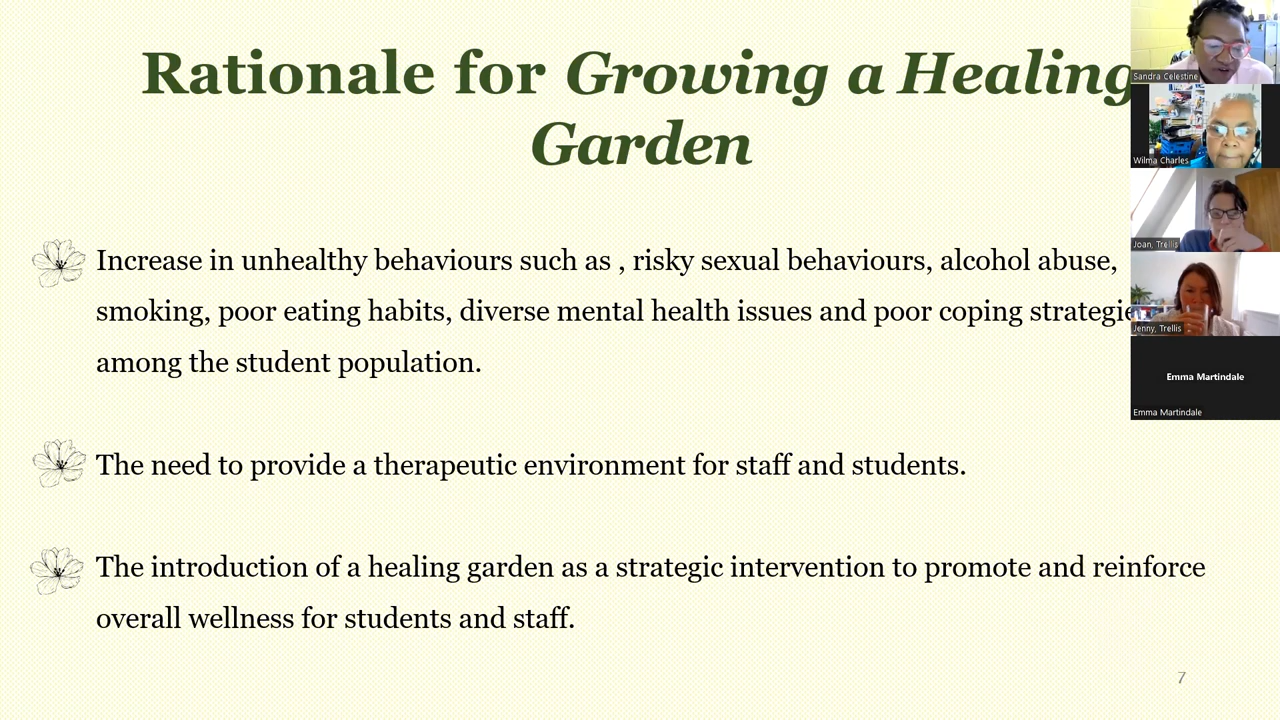 Rationale for Growing a Healing
Garden
Increase in unhealthy behaviours such as , risky sexual behaviours, alcohol abuse,
smoking, poor eating habits, diverse mental health issues and poor coping strategie
among the student population.
The need to provide a therapeutic environment for staff and students.
The introduction of a healing garden as a strategic intervention to promote and reinforce
overall wellness for students and staff.
7
Sandra Celestine
Wilma Charles
Joan, Trellis
Jenny, Trellis
Emma Martindale
Emma Martindale